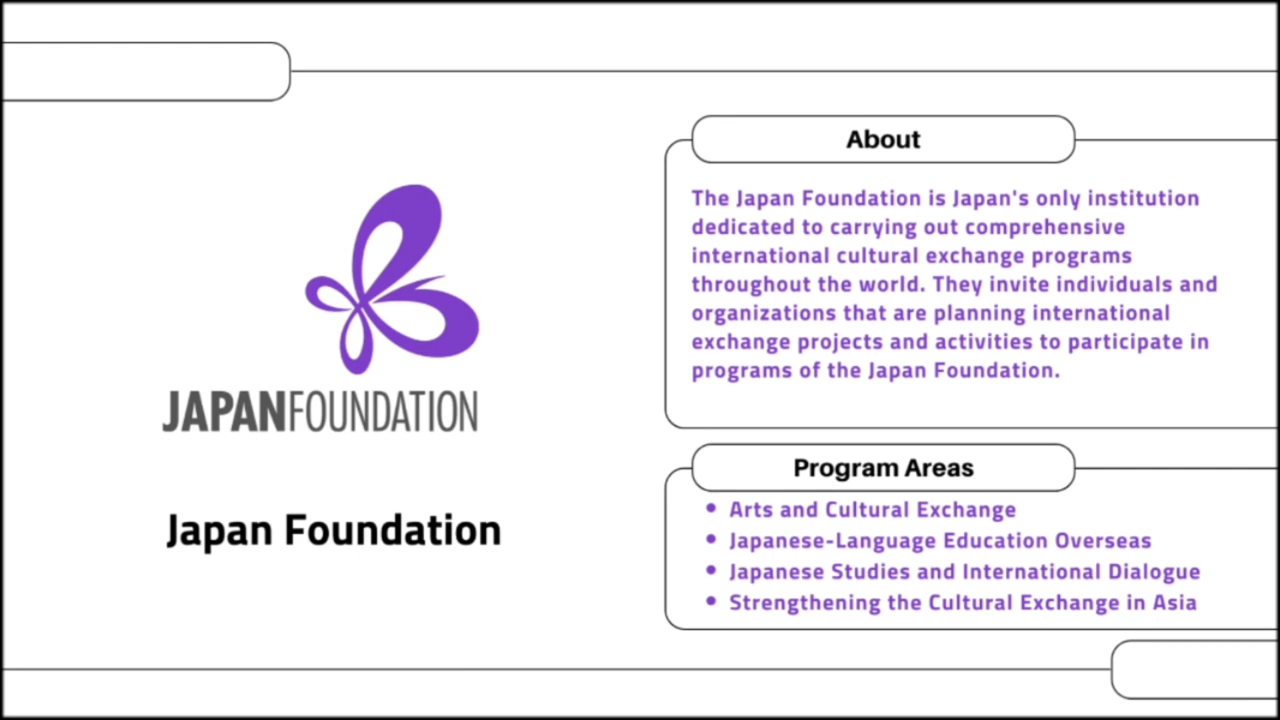 JAPANFOUNDATION
Japan Foundation
About
The Japan Foundation is Japan's only institution
dedicated to carrying out comprehensive
international cultural exchange programs
throughout the world. They invite individuals and
organizations that are planning international
exchange projects and activities to participate in
programs of the Japan Foundation.
Program Areas
• Arts and Cultural Exchange
• Japanese-Language Education Overseas
• Japanese Studies and International Dialogue
• Strengthening the Cultural Exchange in Asia